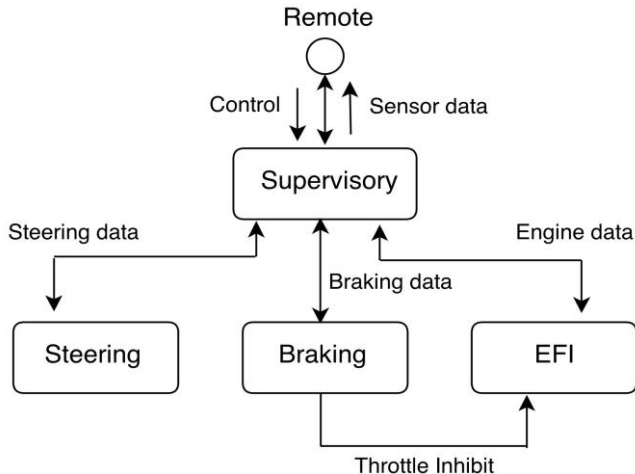 Remote
Control
Sensor data
Supervisory
Steering data
Engine data
Braking data
Steering
Braking
EFI
Throttle Inhibit